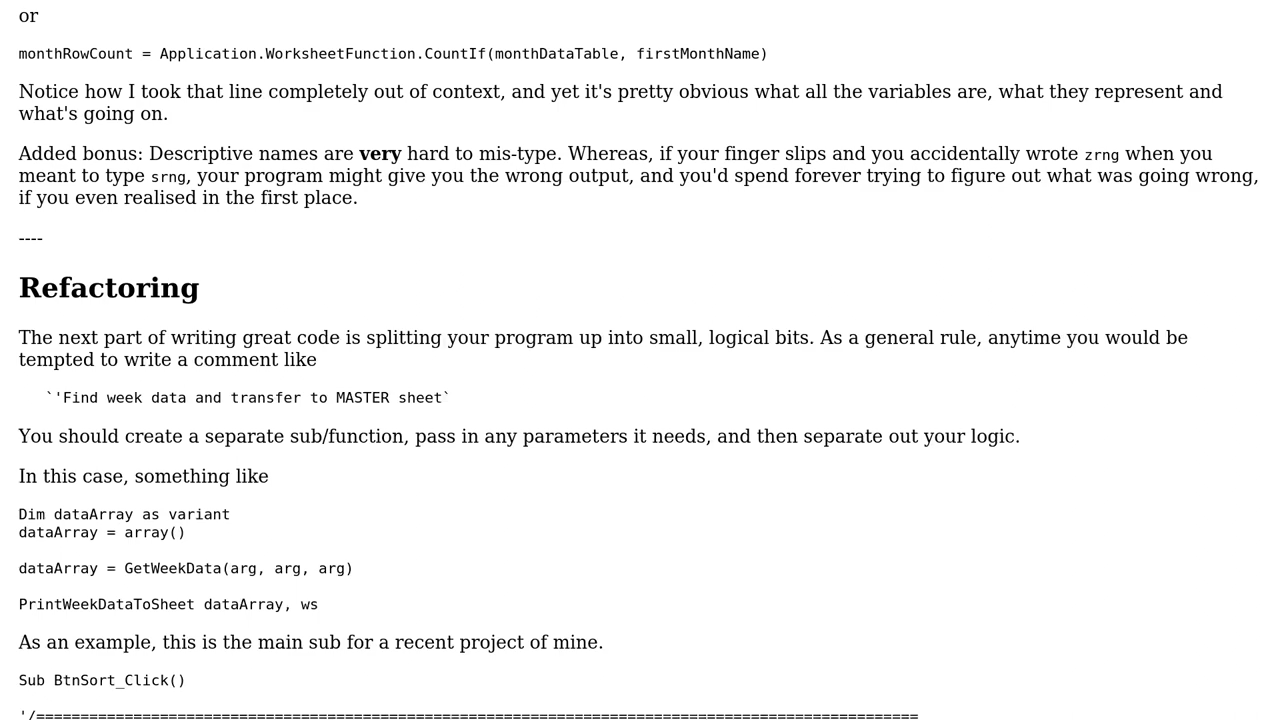 or
monthRowCount = Application.WorksheetFunction.CountIf(monthDataTable, firstMonthName)
Notice how I took that line completely out of context, and yet it's pretty obvious what all the variables are, what they represent and
what's going on.
Added bonus: Descriptive names are very hard to mis-type. Whereas, if your finger slips and you accidentally wrote zrng when you
meant to type srng, your program might give you the wrong output, and you'd spend forever trying to figure out what was going wrong,
if you even realised in the first place.
----
Refactoring
The next part of writing great code is splitting your program up into small, logical bits. As a general rule, anytime you would be
tempted to write a comment like
`'Find week data and transfer to MASTER sheet`
You should create a separate sub/function, pass in any parameters it needs, and then separate out your logic.
In this case, something like
Dim dataArray as variant
dataArray = array()
dataArray = GetWeekData(arg, arg, arg)
PrintWeekDataToSheet dataArray, ws
As an example, this is the main sub for a recent project of mine.
Sub BtnSort_Click()
'/====================================================================================================